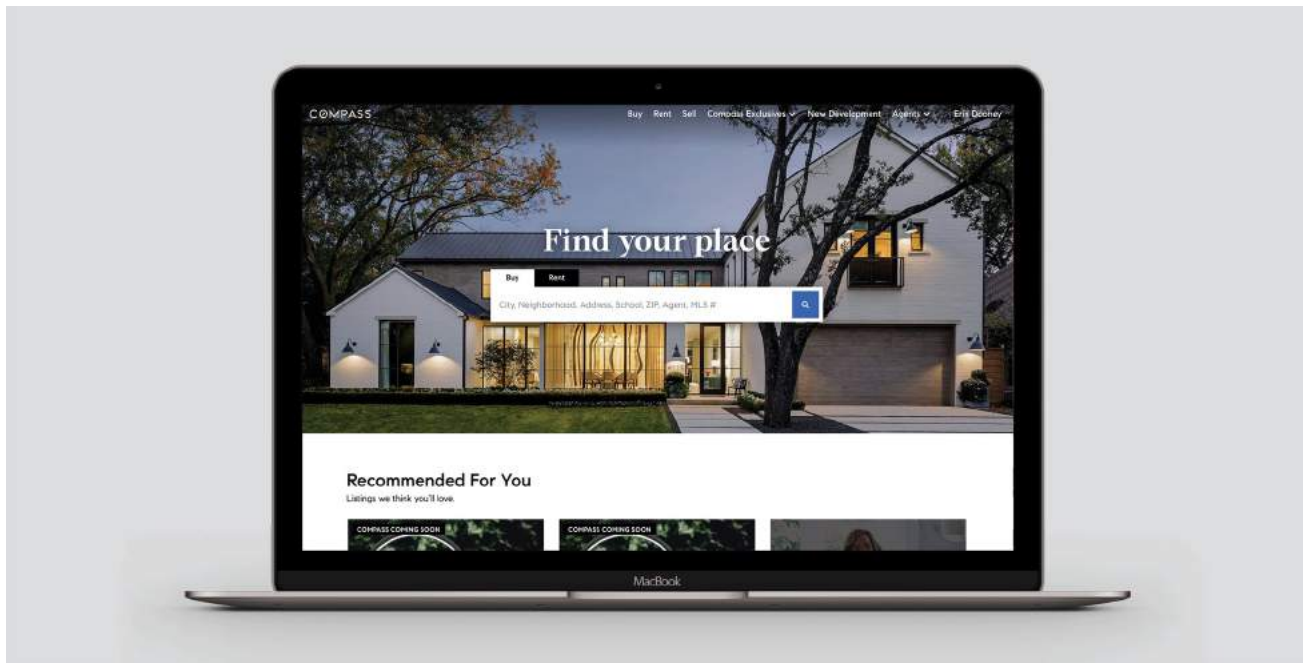 COMPASS
Buy Rent Sell Compass Exclusives New Development Agents Eris Dooney
Find your place
Buy Rent
City, Neighborhood, Address, School, ZIP, Agent, MLS #
Recommended For You
Listings we think you'll love.
COMPASS COMING SOON COMPASS COMING SOON
MacBook